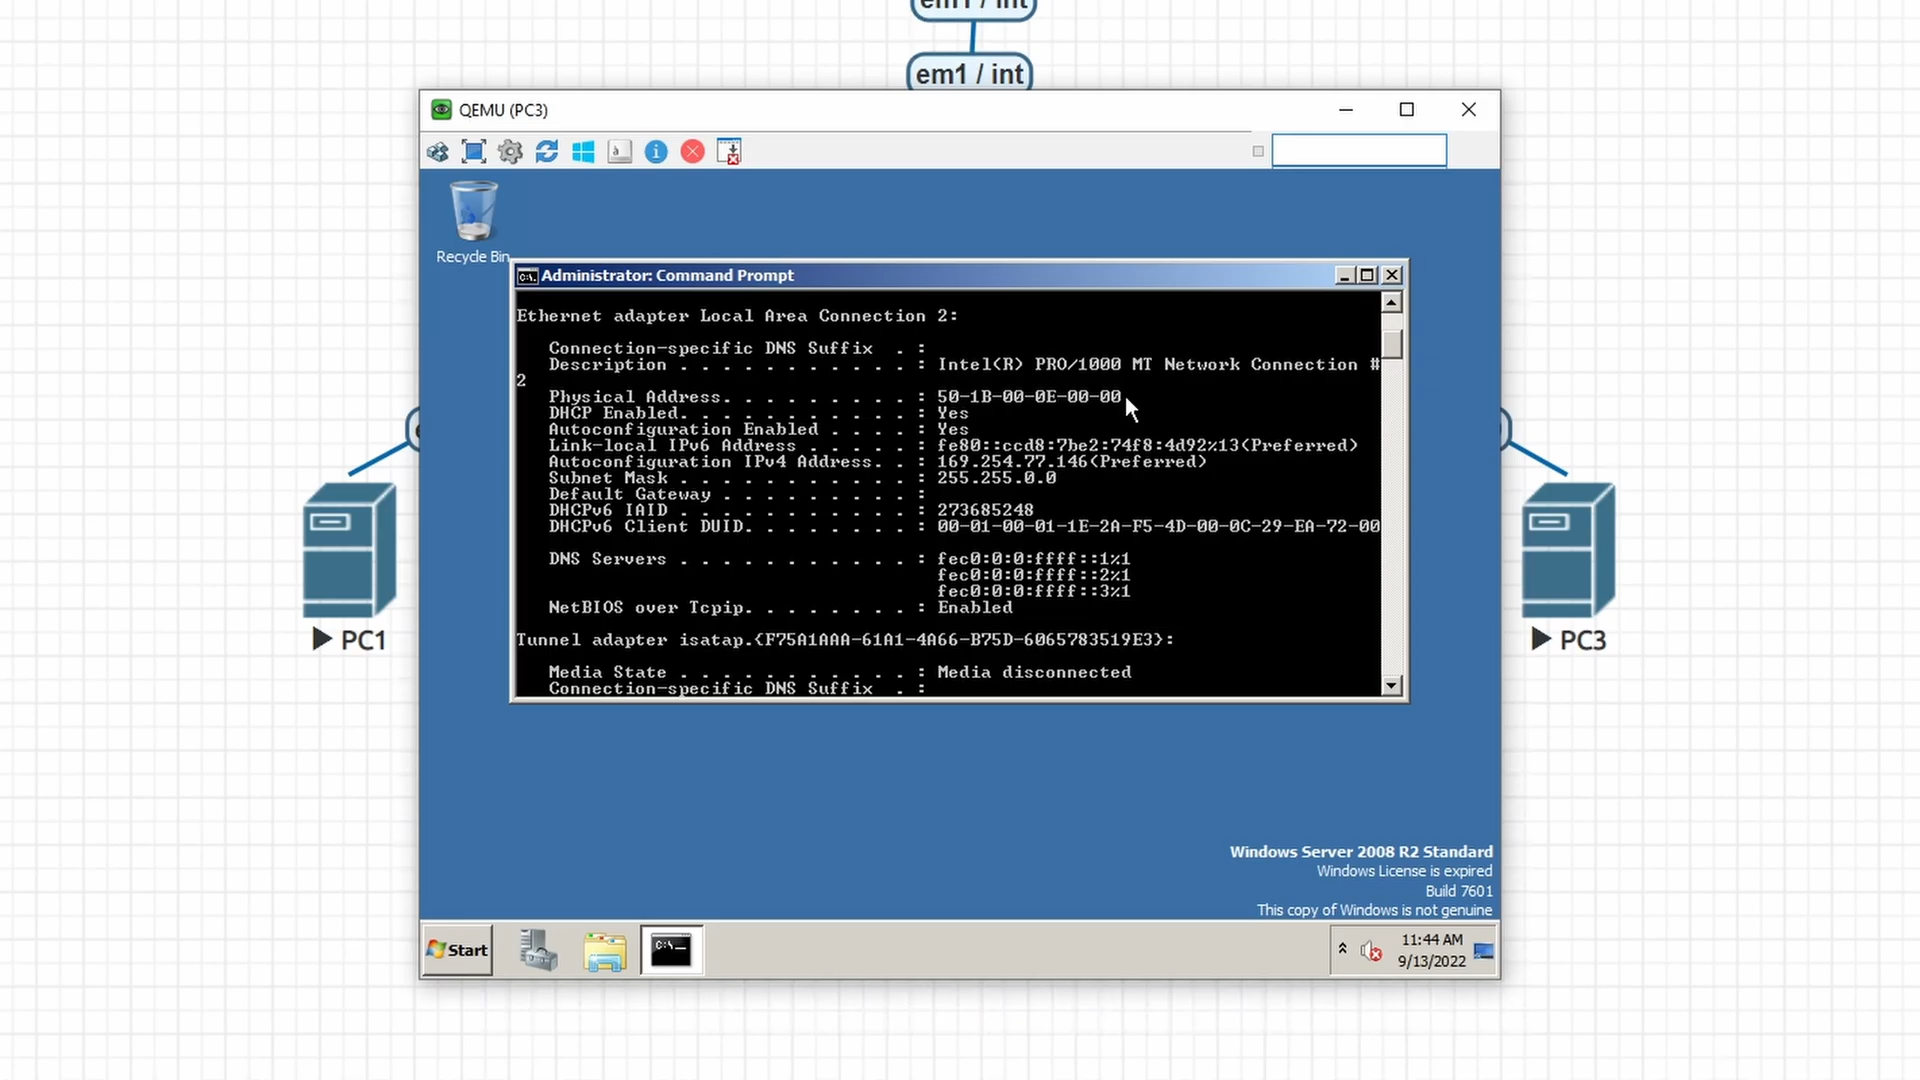 em1 / int
em1 / int
QEMU (PC3)
Recycle Bin
Administrator: Command Prompt
Ethernet adapter Local Area Connection 2:
Connection-specific DNS Suffix . :
Description . . . . . . . . . . . : Intel(R) PRO/1000 MT Network Connection #
2
Physical Address. . . . . . . . . : 50-1B-00-0E-00-00
DHCP Enabled. . . . . . . . . . . : Yes
Autoconfiguration Enabled . . . . : Yes
Link-local IPv6 Address . . . . . : fe80::ccd8:7be2:74f8:4d92%13(Preferred)
Autoconfiguration IPv4 Address. . : 169.254.77.146(Preferred)
Subnet Mask . . . . . . . . . . . : 255.255.0.0
Default Gateway . . . . . . . . . :
DHCPv6 IAID . . . . . . . . . . . : 273685248
DHCPv6 Client DUID. . . . . . . . : 00-01-00-01-1E-2A-F5-4D-00-0C-29-EA-72-00
DNS Servers . . . . . . . . . . . : fec0:0:0:ffff::1%1
fec0:0:0:ffff::2%1
fec0:0:0:ffff::3%1
NetBIOS over Tcpip. . . . . . . . : Enabled
Tunnel adapter isatap.{F75A1AAA-61A1-4A66-B75D-6065783519E3}:
Media State . . . . . . . . . . . : Media disconnected
Connection-specific DNS Suffix . :
PC1
PC3
Windows Server 2008 R2 Standard
Windows License is expired
Build 7601
This copy of Windows is not genuine
Start
11:44 AM
9/13/2022